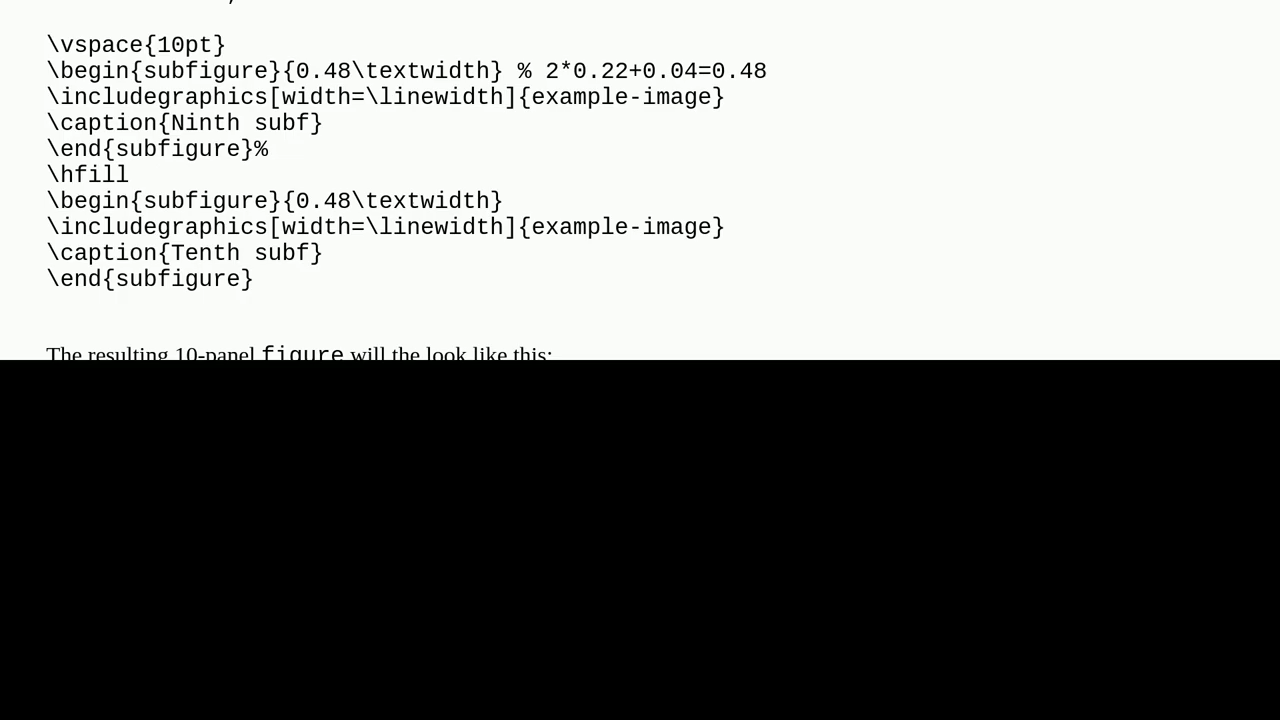 \vspace{10pt}
\begin{subfigure}{0.48\textwidth} % 2*0.22+0.04=0.48
\includegraphics[width=\linewidth]{example-image}
\caption{Ninth subf}
\end{subfigure}%
\hfill
\begin{subfigure}{0.48\textwidth}
\includegraphics[width=\linewidth]{example-image}
\caption{Tenth subf}
\end{subfigure}
The resulting 10-panel figure will the look like this: